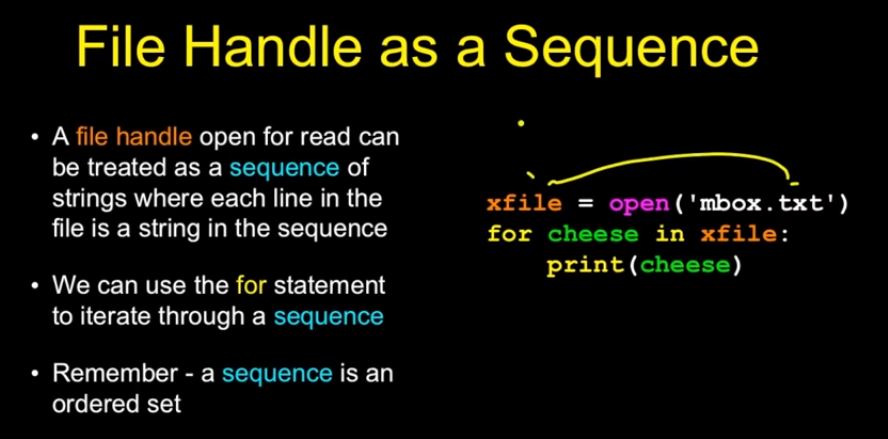 File Handle as a Sequence
• A file handle open for read can
be treated as a sequence of
strings where each line in the
file is a string in the sequence
• We can use the for statement
to iterate through a sequence
• Remember - a sequence is an
ordered set
xfile = open('mbox.txt')
for cheese in xfile:
    print(cheese)